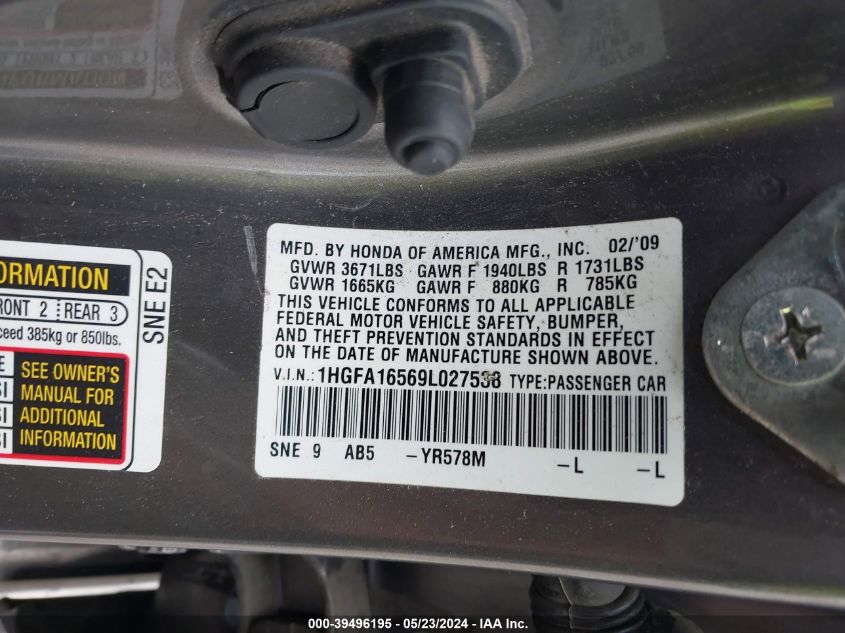 MFD. BY HONDA OF AMERICA MFG., INC. 02/'09
GVWR 3671LBS GAWR F 1940LBS R 1731LBS
GVWR 1665KG GAWR F 880KG R 785KG
THIS VEHICLE CONFORMS TO ALL APPLICABLE
FEDERAL MOTOR VEHICLE SAFETY, BUMPER,
AND THEFT PREVENTION STANDARDS IN EFFECT
ON THE DATE OF MANUFACTURE SHOWN ABOVE.
V.I.N.: 1HGFA16569L027538 TYPE:PASSENGER CAR
SNE 9 AB5 -YR578M -L -L
FRONT 2 REAR 3
385kg or 850lbs.
SEE OWNER'S
MANUAL FOR
ADDITIONAL
INFORMATION
SNE E2
000-39496195 - 05/23/2024 - IAA Inc.